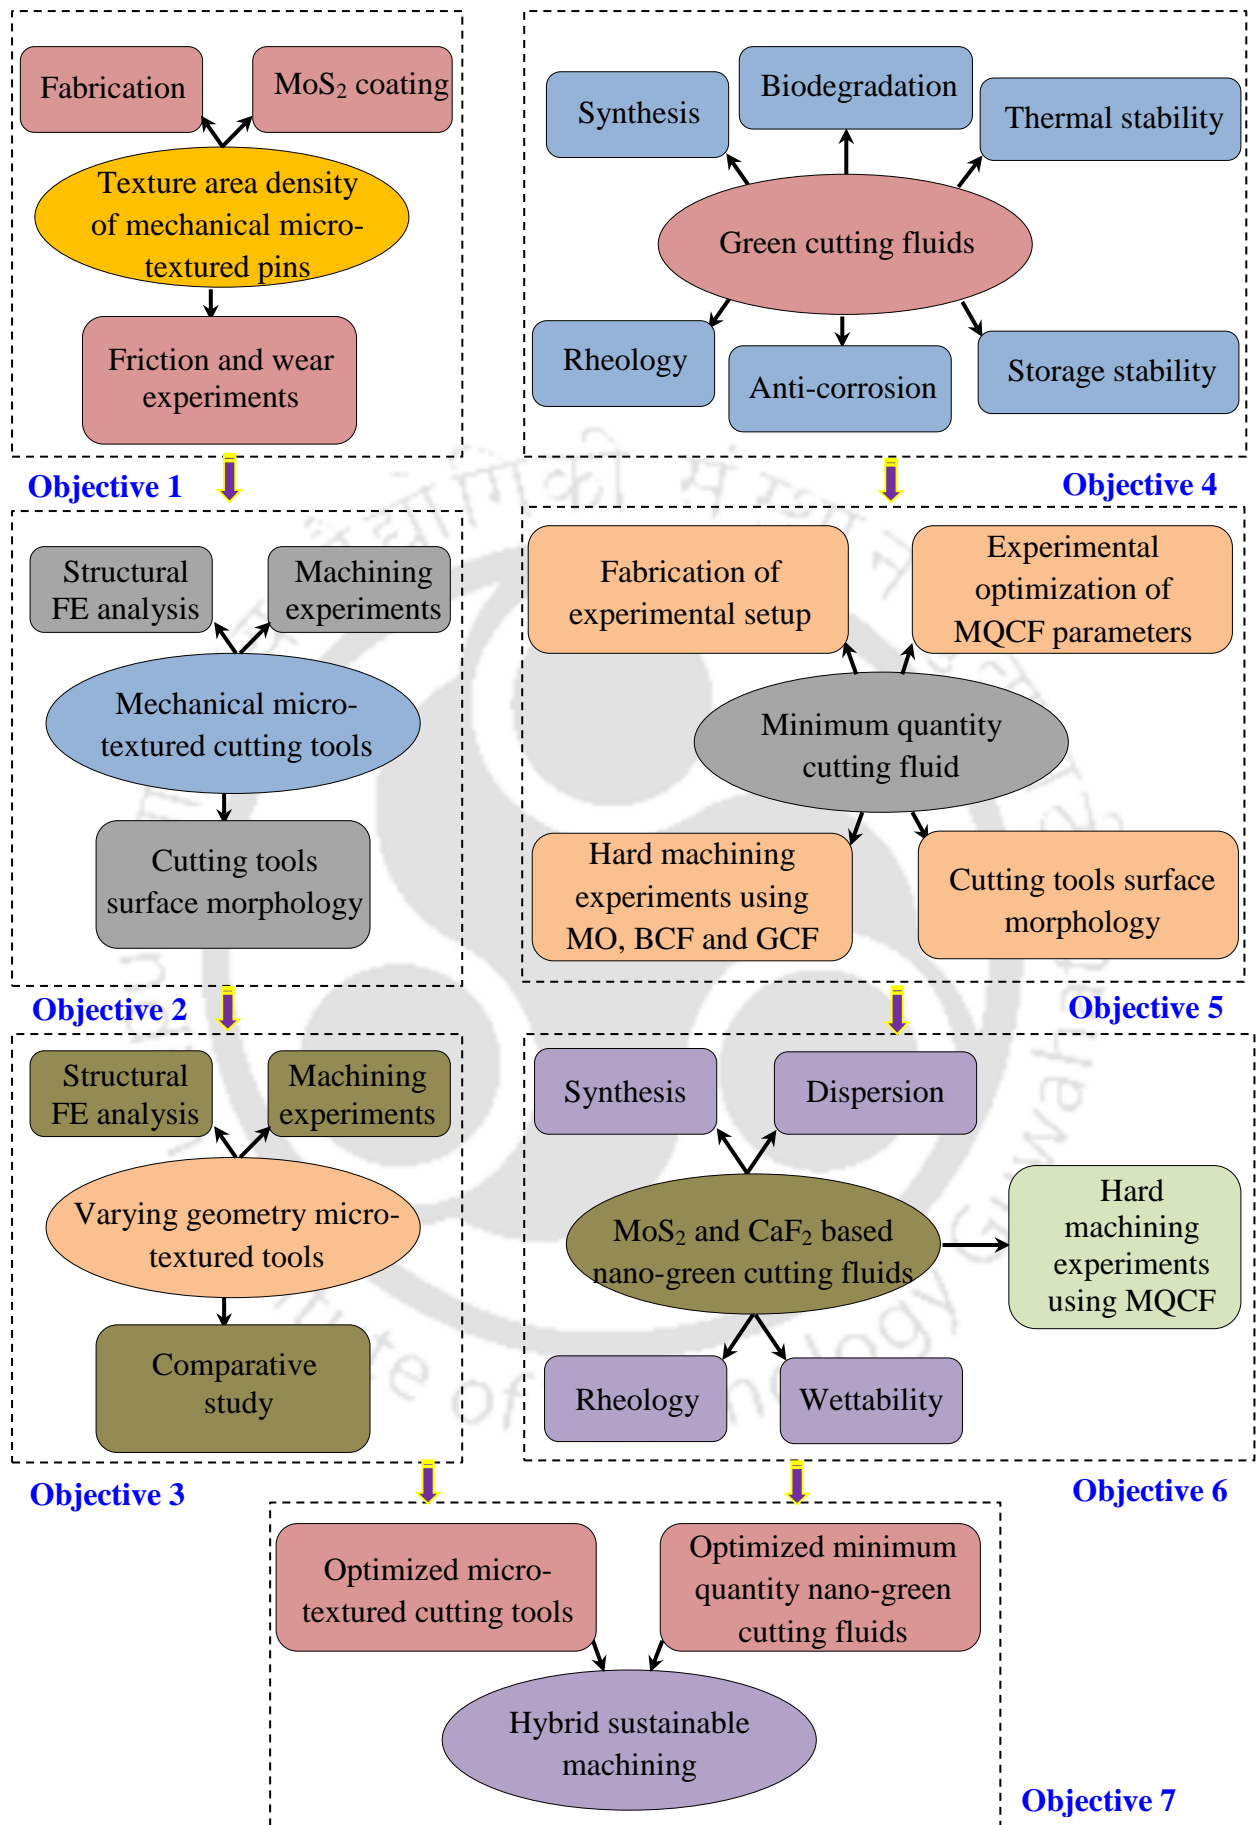 Fabrication
MoS₂ coating
Texture area density
of mechanical micro-
textured pins
Friction and wear
experiments
Objective 1
Structural
FE analysis
Machining
experiments
Mechanical micro-
textured cutting tools
Cutting tools
surface morphology
Objective 2
Structural
FE analysis
Machining
experiments
Varying geometry micro-
textured tools
Comparative
study
Objective 3
Synthesis
Biodegradation
Thermal stability
Green cutting fluids
Rheology
Anti-corrosion
Storage stability
Objective 4
Fabrication of
experimental setup
Experimental
optimization of
MQCF parameters
Minimum quantity
cutting fluid
Hard machining
experiments using
MO, BCF and GCF
Cutting tools surface
morphology
Objective 5
Synthesis
Dispersion
MoS₂ and CaF₂ based
nano-green cutting fluids
Hard
machining
experiments
using MQCF
Rheology
Wettability
Objective 6
Optimized micro-
textured cutting tools
Optimized minimum
quantity nano-green
cutting fluids
Hybrid sustainable
machining
Objective 7